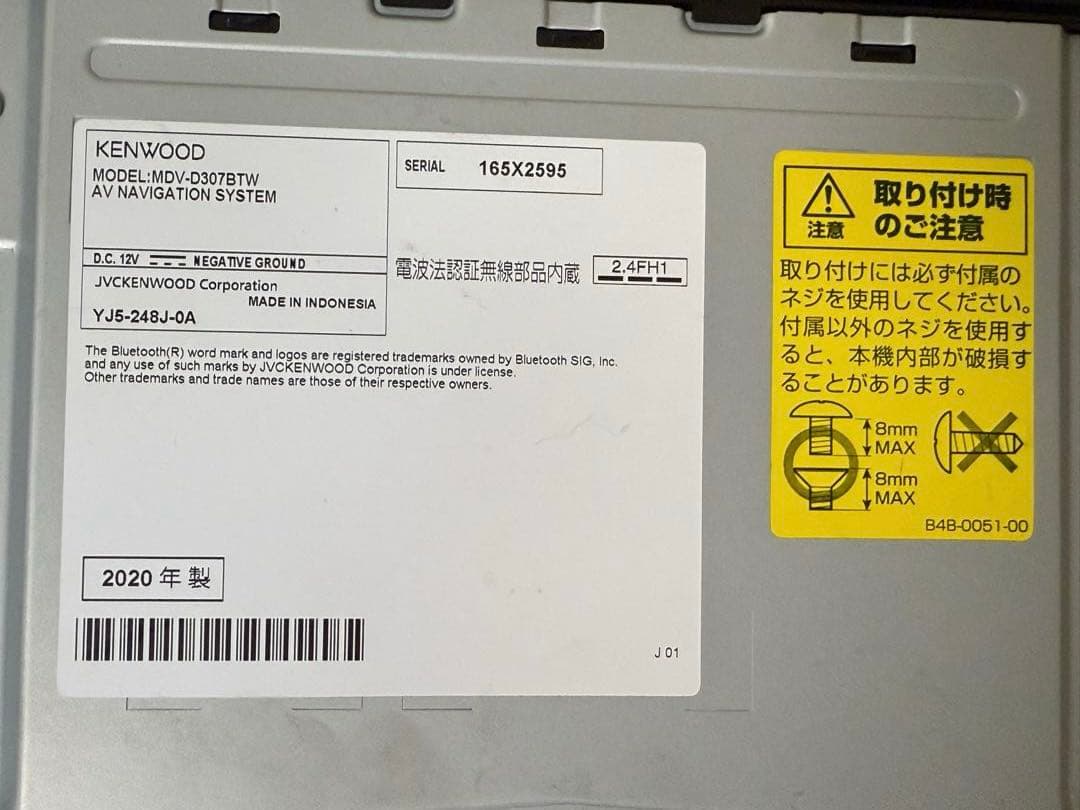 KENWOOD
MODEL:MDV-D307BTW
AV NAVIGATION SYSTEM
SERIAL 165X2595
D.C. 12V NEGATIVE GROUND
JVCKENWOOD Corporation
MADE IN INDONESIA
YJ5-248J-0A
電波法認証無線部品内蔵 2.4FH1
The Bluetooth(R) word mark and logos are registered trademarks owned by Bluetooth SIG, Inc.
and any use of such marks by JVCKENWOOD Corporation is under license.
Other trademarks and trade names are those of their respective owners.
2020 年 製
J 01
注意
取り付け時
のご注意
取り付けには必ず付属の
ネジを使用してください。
付属以外のネジを使用す
ると、本機内部が破損す
ることがあります。
8mm
MAX
8mm
MAX
B4B-0051-00